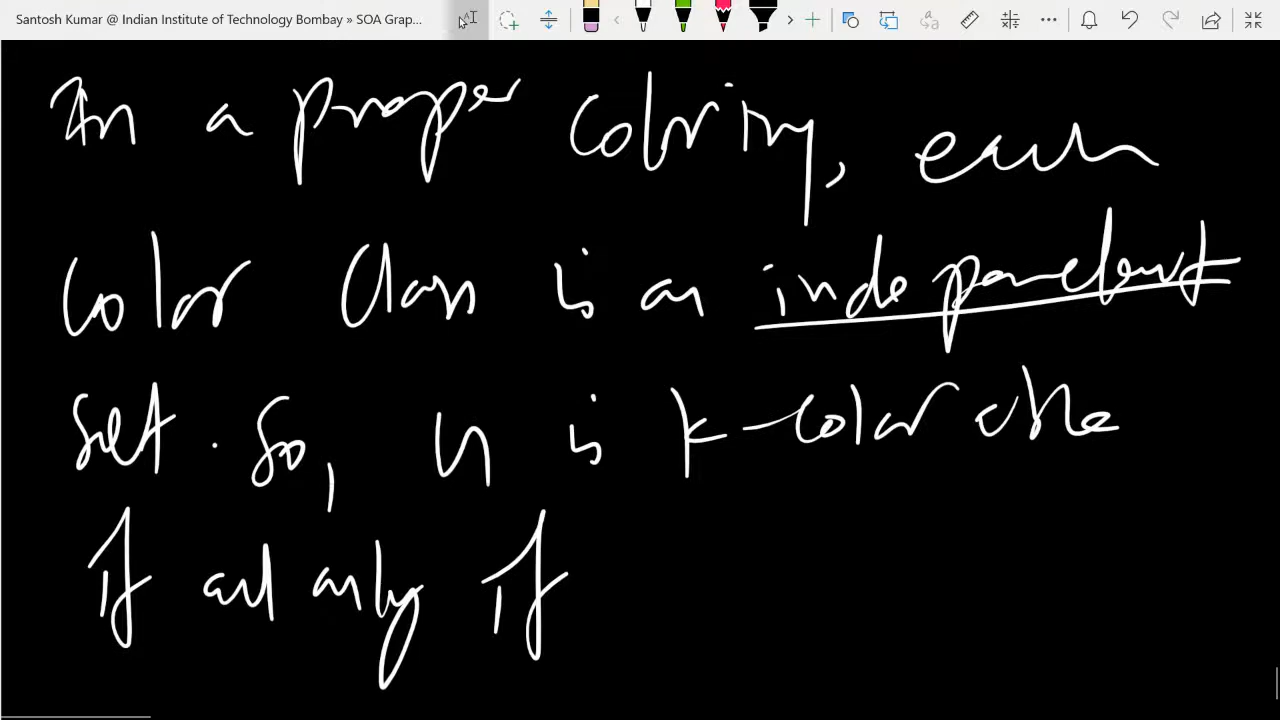 Santosh Kumar @ Indian Institute of Technology Bombay » SOA Grap...
In a proper coloring, each
color class is an independent
set. So, G is k-colorable
If and only if